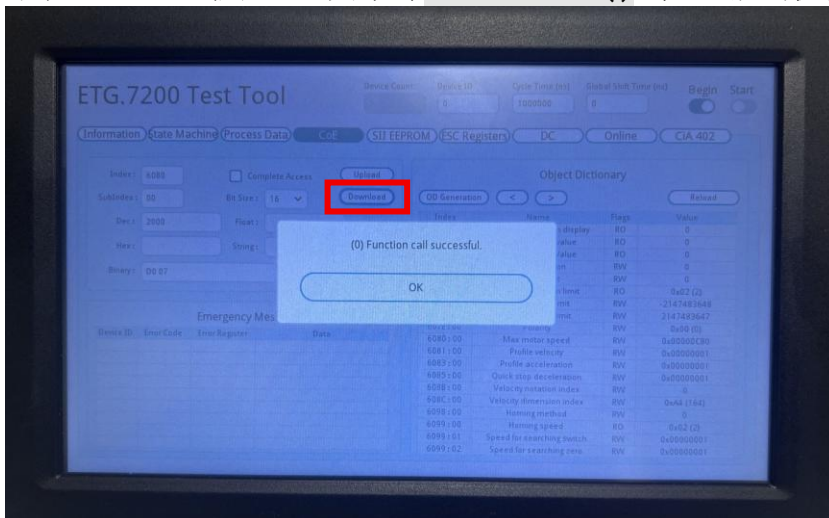 ETG.7200 Test Tool
Device Count Device ID Cycle Time (ns) Global Shift Time (ns) Begin Start
0 1000000 0
Information State Machine Process Data CoE SII EEPROM ESC Registers DC Online CiA 402
Index: 6080 Complete Access Upload
SubIndex: 00 Bit Size: 16 Download
Dec: 2000 Float:
Hex: String:
Binary: D0 07
Object Dictionary
OD Generation < > Reload
Index Name Flags Value
display RO 0
value RO 0
value RO 0
RW 0
RW 0
limit RO 0x02 (2)
limit RW -2147483648
limit RW 2147483647
(0) Function call successful.
OK
Emergency Mes
Device ID Error Code Error Register Data
Polarity RW 0x00 (0)
6080:00 Max motor speed RW
6081:00 Profile velocity RW 0x00000001
6083:00 Profile acceleration RW 0x00000001
6085:00 Quick stop deceleration RW 0x00000001
608B:00 Velocity notation index RW 0
608C:00 Velocity dimension index RW 0xA4 (164)
6098:00 Homing method RW 0
6099:00 Homing speed RO 0x02 (2)
6099:01 Speed for searching switch RW 0x00000001
6099:02 Speed for searching zero RW 0x00000001